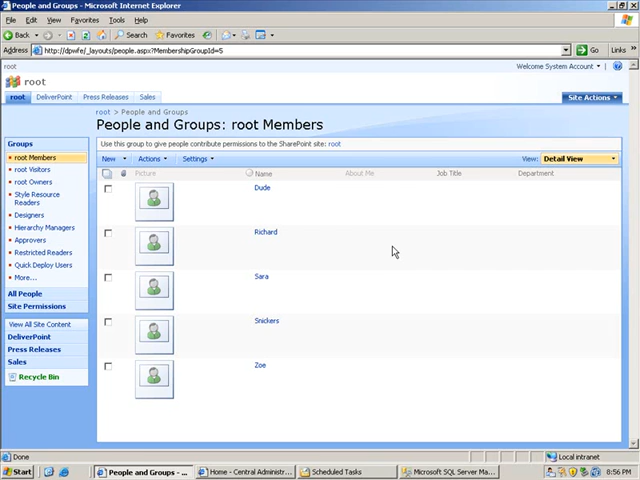 People and Groups - Microsoft Internet Explorer
File Edit View Favorites Tools Help
Back Search Favorites
Address http://dpwfe/_layouts/people.aspx?MembershipGroupId=5 Go Links »
root Welcome System Account
root
root DeliverPoint Press Releases Sales Site Actions
root > People and Groups
People and Groups: root Members
Groups
root Members
root Visitors
root Owners
Style Resource
Readers
Designers
Hierarchy Managers
Approvers
Restricted Readers
Quick Deploy Users
More...
All People
Site Permissions
View All Site Content
DeliverPoint
Press Releases
Sales
Recycle Bin
Use this group to give people contribute permissions to the SharePoint site: root
New Actions Settings View: Detail View
Picture Name About Me Job Title Department
Dude
Richard
Sara
Snickers
Zoe
Done Local intranet
Start People and Groups - ... Home - Central Administr... Scheduled Tasks Microsoft SQL Server Ma... 8:56 PM